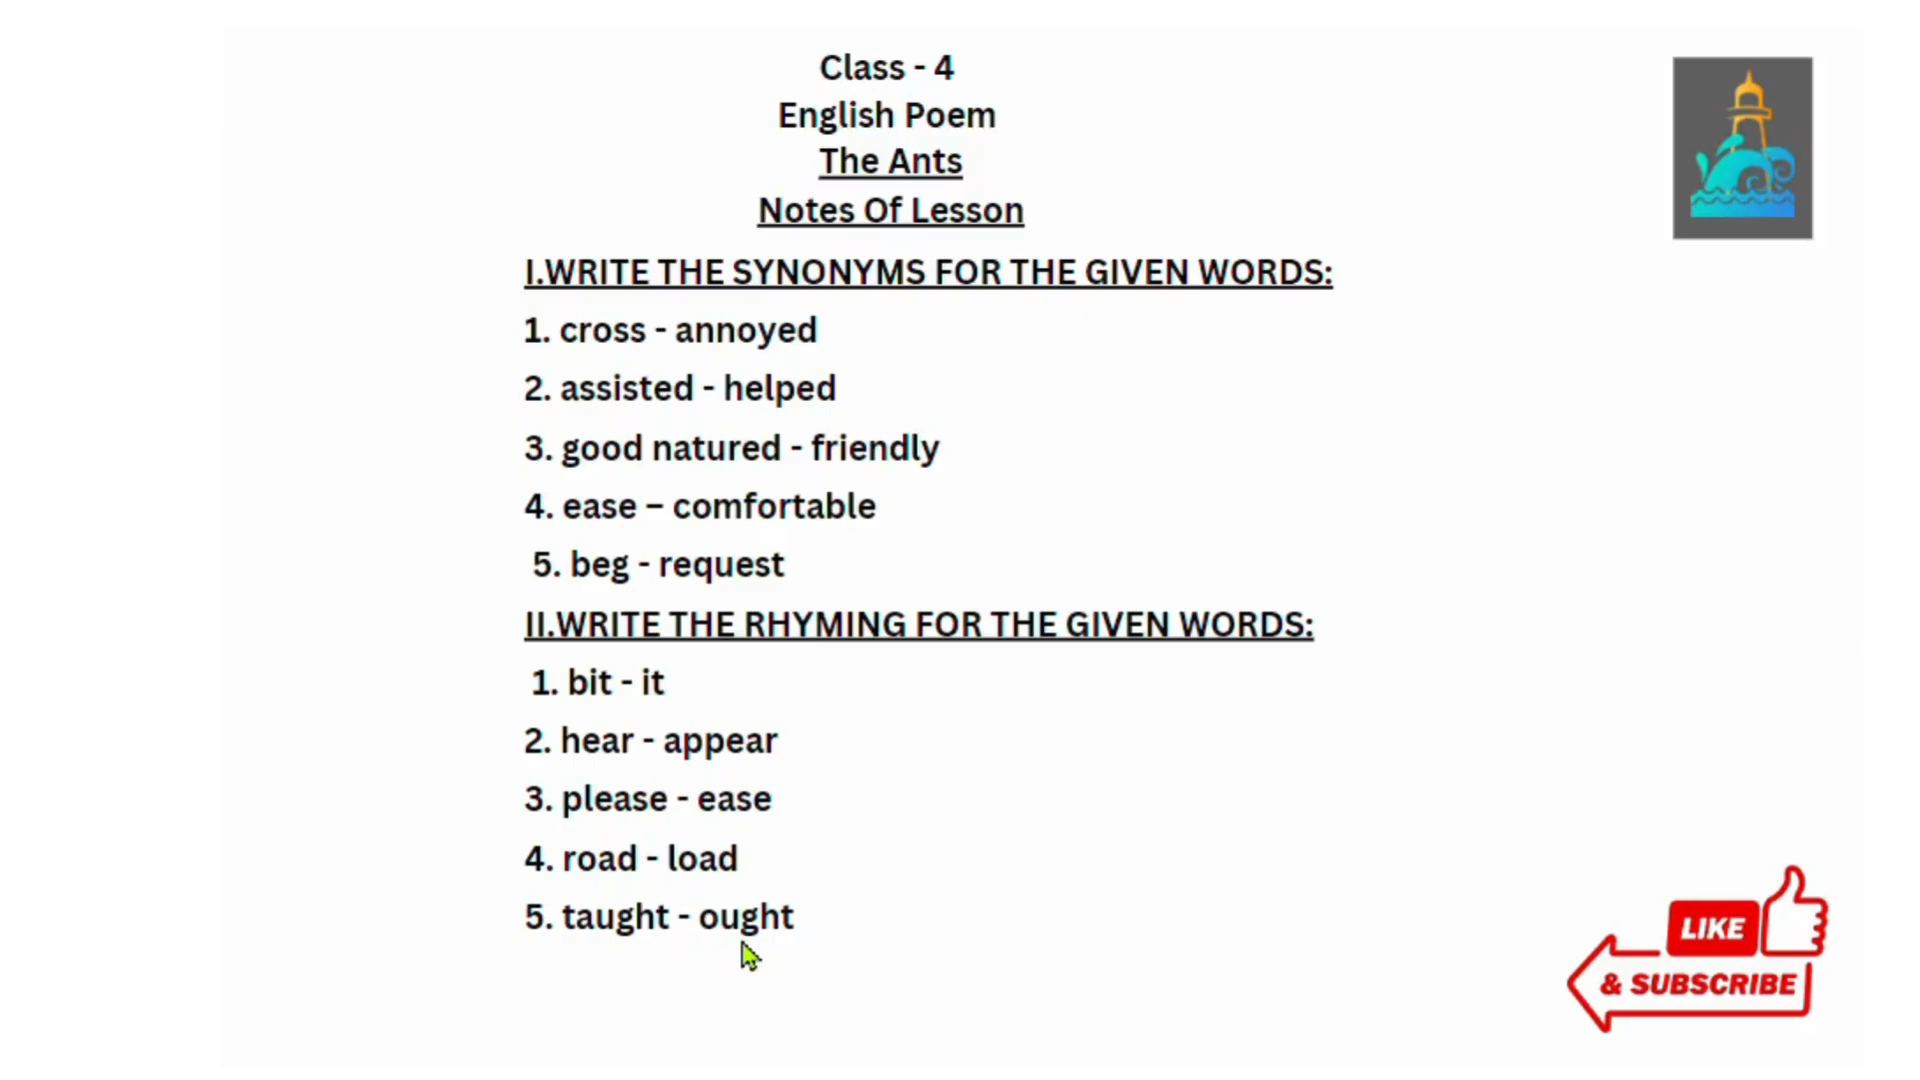 Class - 4
English Poem
The Ants
Notes Of Lesson
I.WRITE THE SYNONYMS FOR THE GIVEN WORDS:
1. cross - annoyed
2. assisted - helped
3. good natured - friendly
4. ease – comfortable
5. beg - request
II.WRITE THE RHYMING FOR THE GIVEN WORDS:
1. bit - it
2. hear - appear
3. please - ease
4. road - load
5. taught - ought
LIKE
& SUBSCRIBE